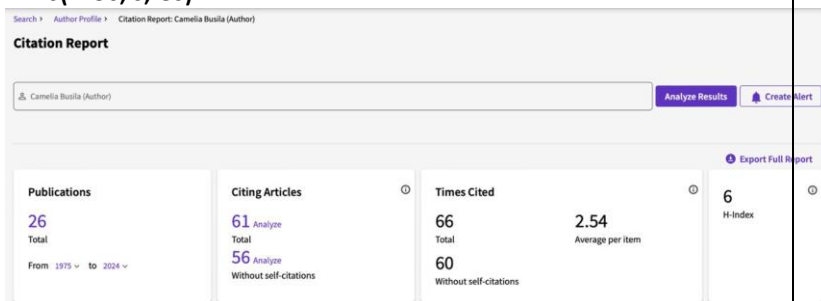 Search > Author Profile > Citation Report: Camelia Busila (Author)
Citation Report
Camelia Busila (Author)
Analyze Results
Create Alert
Export Full Report
Publications
26
Total
From 1975 to 2024
Citing Articles
61 Analyze
Total
56 Analyze
Without self-citations
Times Cited
66
Total
60
Without self-citations
2.54
Average per item
6
H-Index